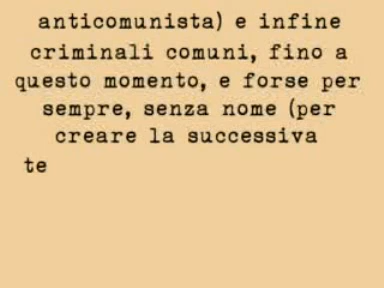 anticomunista) e infine
criminali comuni, fino a
questo momento, e forse per
sempre, senza nome (per
creare la successiva
te